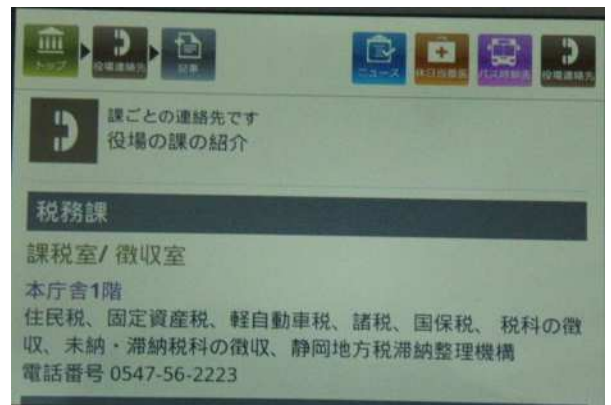 トップ 役場連絡先 記事 ニュース 休日当番医 バス時刻表 役場連絡先
課ごとの連絡先です
役場の課の紹介
税務課
課税室/ 徴収室
本庁舎1階
住民税、固定資産税、軽自動車税、諸税、国保税、 税科の徴
収、未納・滞納税科の徴収、静岡地方税滞納整理機構
電話番号 0547-56-2223